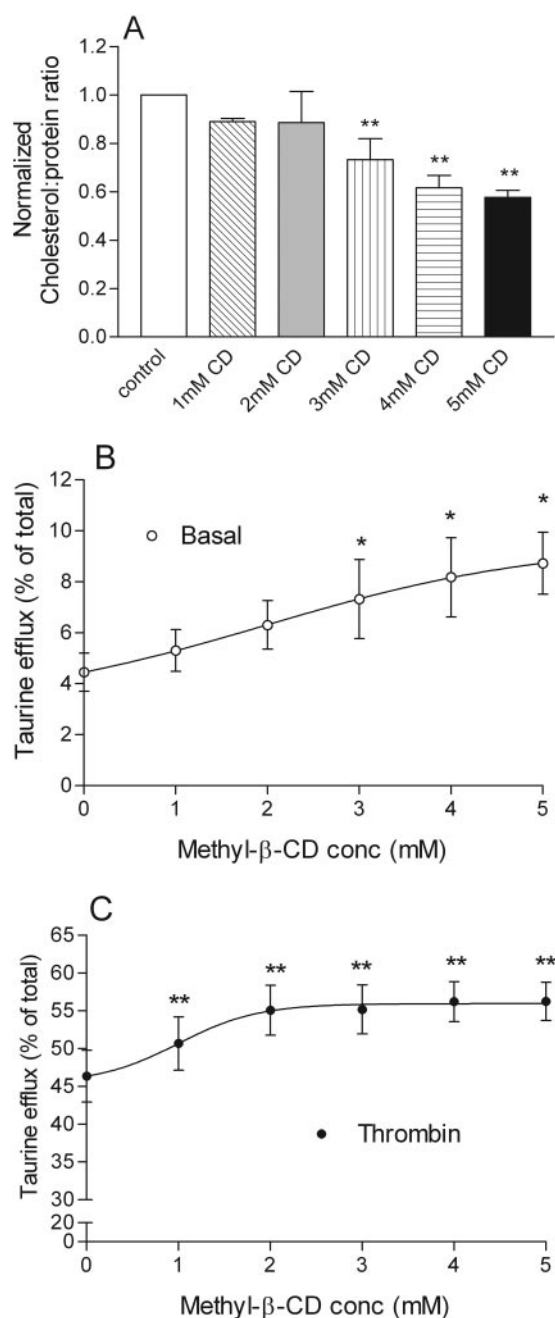 A
Normalized
Cholesterol:protein ratio
1.0
0.8
0.6
0.4
0.2
0.0
** ** **
control 1mM CD 2mM CD 3mM CD 4mM CD 5mM CD
B
Taurine efflux (% of total)
12
10
8
6
4
2
0
Basal
* * *
0 1 2 3 4 5
Methyl-β-CD conc (mM)
C
Taurine efflux (% of total)
65
60
55
50
45
40
35
30
20
0
** ** ** ** **
Thrombin
0 1 2 3 4 5
Methyl-β-CD conc (mM)